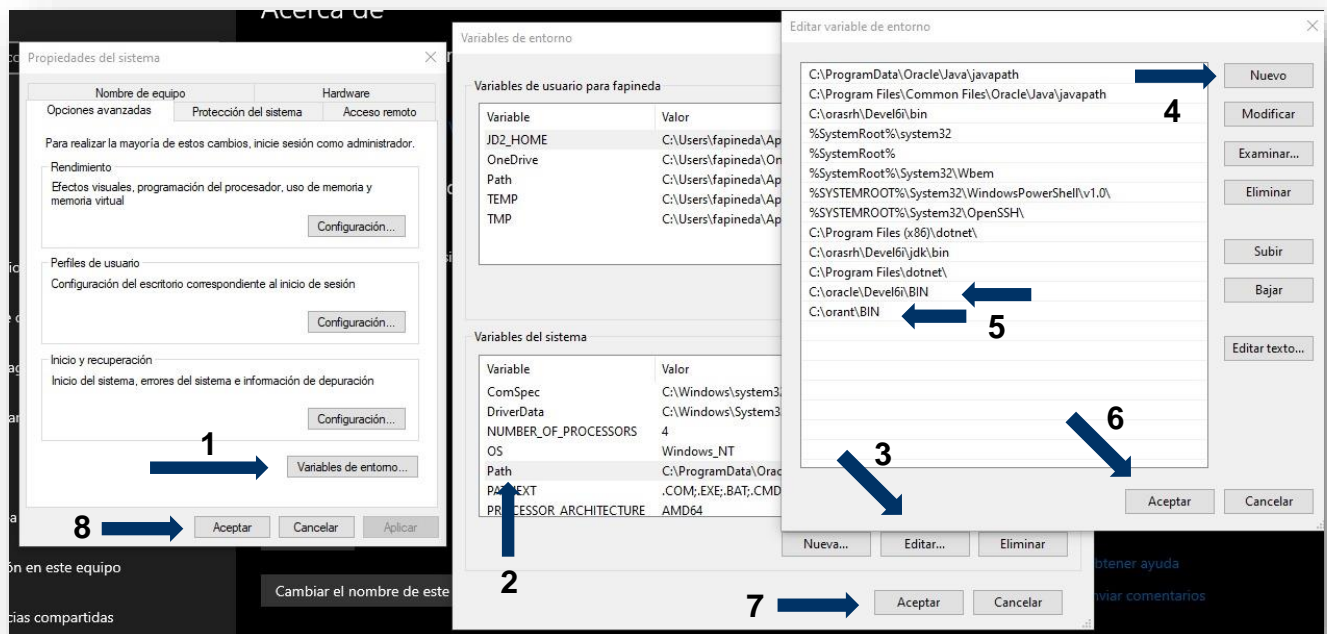 Acerca de
Propiedades del sistema
Nombre de equipo
Hardware
Opciones avanzadas
Protección del sistema
Acceso remoto
Para realizar la mayoría de estos cambios, inicie sesión como administrador.
Rendimiento
Efectos visuales, programación del procesador, uso de memoria y
memoria virtual
Configuración...
Perfiles de usuario
Configuración del escritorio correspondiente al inicio de sesión
Configuración...
Inicio y recuperación
Inicio del sistema, errores del sistema e información de depuración
Configuración...
1
Variables de entorno...
8
Aceptar
Cancelar
Aplicar
ón en este equipo
Cambiar el nombre de este
cias compartidas
Variables de entorno
Variables de usuario para fapineda
Variable Valor
JD2_HOME C:\Users\fapineda\Ap
OneDrive C:\Users\fapineda\On
Path C:\Users\fapineda\Ap
TEMP C:\Users\fapineda\Ap
TMP C:\Users\fapineda\Ap
Variables del sistema
Variable Valor
ComSpec C:\Windows\system3
DriverData C:\Windows\System3
NUMBER_OF_PROCESSORS 4
OS Windows_NT
Path C:\ProgramData\Orac
PATHEXT .COM;.EXE;.BAT;.CMD
PROCESSOR_ARCHITECTURE AMD64
2
3
Nueva...
Editar...
Eliminar
7
Aceptar
Cancelar
Editar variable de entorno
C:\ProgramData\Oracle\Java\javapath
C:\Program Files\Common Files\Oracle\Java\javapath
C:\orasrh\Devel6i\bin
%SystemRoot%\system32
%SystemRoot%
%SystemRoot%\System32\Wbem
%SYSTEMROOT%\System32\WindowsPowerShell\v1.0\
%SYSTEMROOT%\System32\OpenSSH\
C:\Program Files (x86)\dotnet\
C:\orasrh\Devel6i\jdk\bin
C:\Program Files\dotnet\
C:\oracle\Devel6i\BIN
C:\orant\BIN
4
5
6
Nuevo
Modificar
Examinar...
Eliminar
Subir
Bajar
Editar texto...
Aceptar
Cancelar
btener ayuda
nviar comentarios